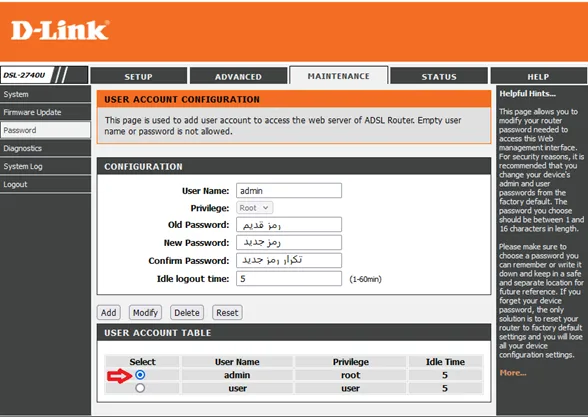 D-Link
DSL-2740U
SETUP
ADVANCED
MAINTENANCE
STATUS
HELP
System
Firmware Update
Password
Diagnostics
System Log
Logout
USER ACCOUNT CONFIGURATION
This page is used to add user account to access the web server of ADSL Router. Empty user
name or password is not allowed.
CONFIGURATION
User Name: admin
Privilege: Root
Old Password: رمز قدیم
New Password: رمز جدید
Confirm Password: تکرار رمز جدید
Idle logout time: 5 (1-60min)
Add Modify Delete Reset
USER ACCOUNT TABLE
Select User Name Privilege Idle Time
admin root 5
user user 5
Helpful Hints...
This page allows you to
modify your router
password needed to
access this Web
management interface.
For security reasons, it is
recommended that you
change your device's
admin and user
passwords from the
factory default. The
password you choose
should be between 1 and
16 characters in length.
Please make sure to
choose a password you
can remember or write it
down and keep in a safe
and separate location for
future reference. If you
forget your device
password, the only
solution is to reset your
router to factory default
settings and you will lose
all your device
configuration settings.
More...